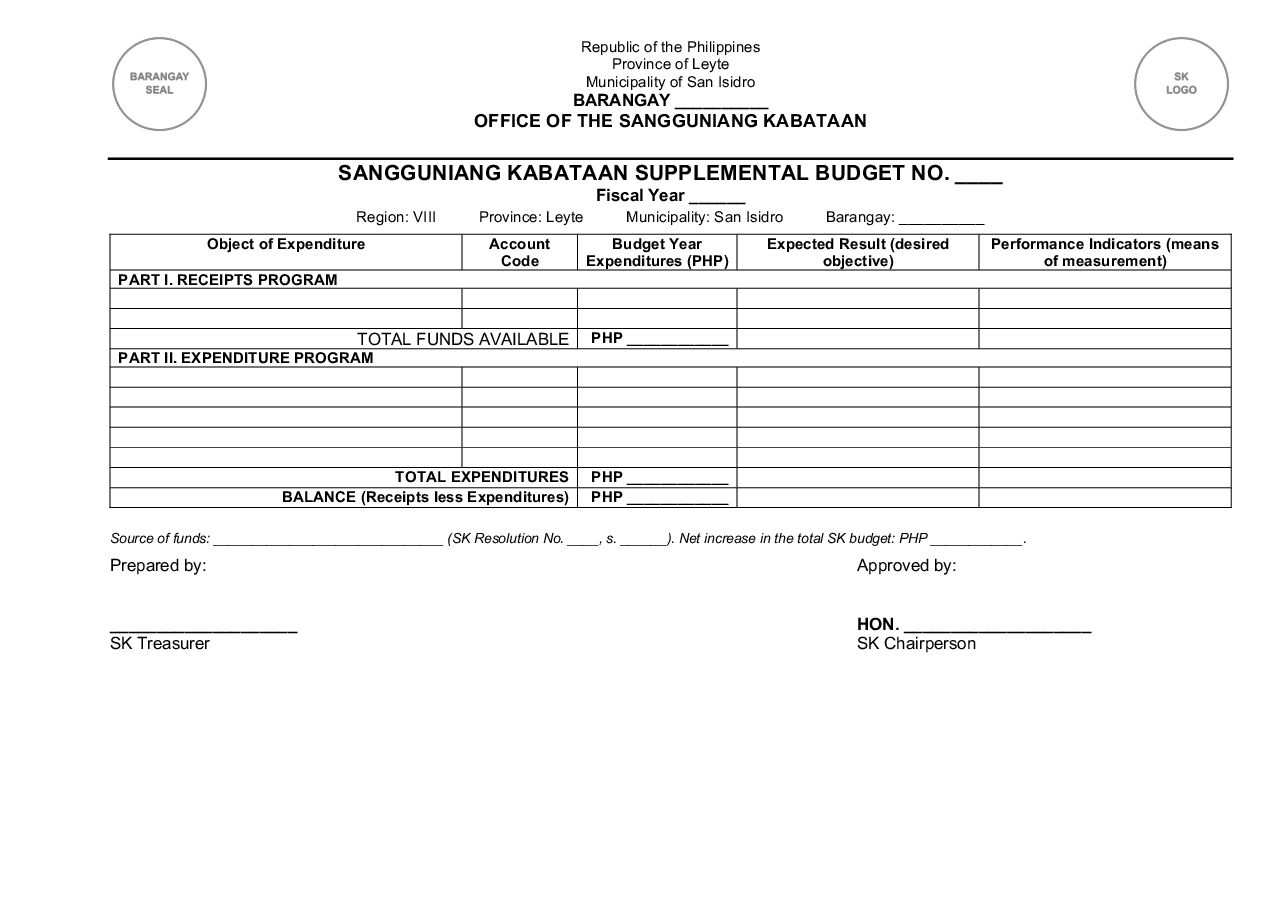 BARANGAY
SEAL
Republic of the Philippines
Province of Leyte
Municipality of San Isidro
BARANGAY __________
OFFICE OF THE SANGGUNIANG KABATAAN
SK
LOGO
SANGGUNIANG KABATAAN SUPPLEMENTAL BUDGET NO. ____
Fiscal Year ______
Region: VIII Province: Leyte Municipality: San Isidro Barangay: __________
Object of Expenditure
Account
Code
Budget Year
Expenditures (PHP)
Expected Result (desired
objective)
Performance Indicators (means
of measurement)
PART I. RECEIPTS PROGRAM
TOTAL FUNDS AVAILABLE PHP ____________
PART II. EXPENDITURE PROGRAM
TOTAL EXPENDITURES PHP ____________
BALANCE (Receipts less Expenditures) PHP ____________
Source of funds: ______________________________ (SK Resolution No. ____, s. ______). Net increase in the total SK budget: PHP ____________.
Prepared by: Approved by:
____________________ HON. ____________________
SK Treasurer SK Chairperson